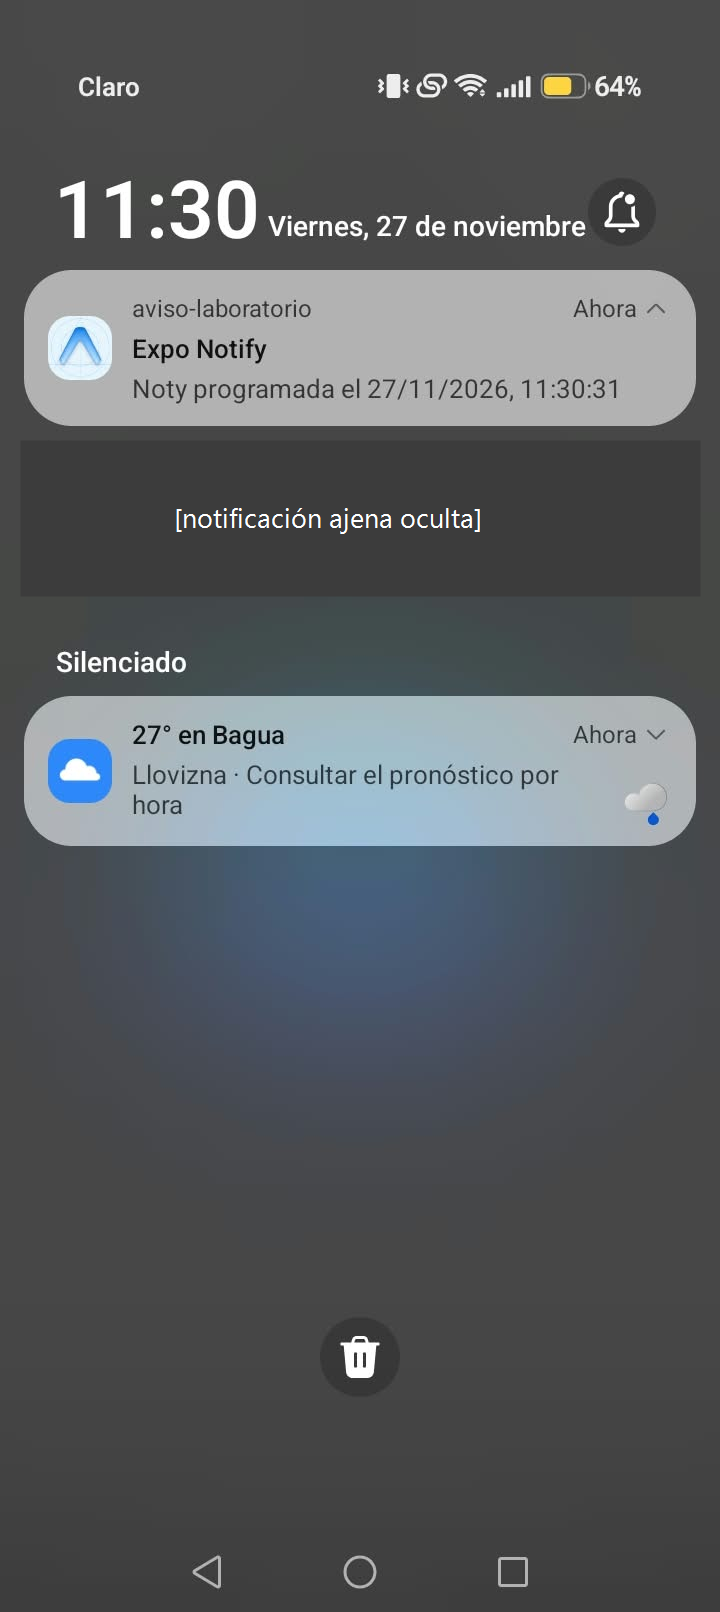 Claro
64%
11:30 Viernes, 27 de noviembre
aviso-laboratorio Ahora
Expo Notify
Noty programada el 27/11/2026, 11:30:31
[notificación ajena oculta]
Silenciado
27° en Bagua Ahora
Llovizna · Consultar el pronóstico por
hora